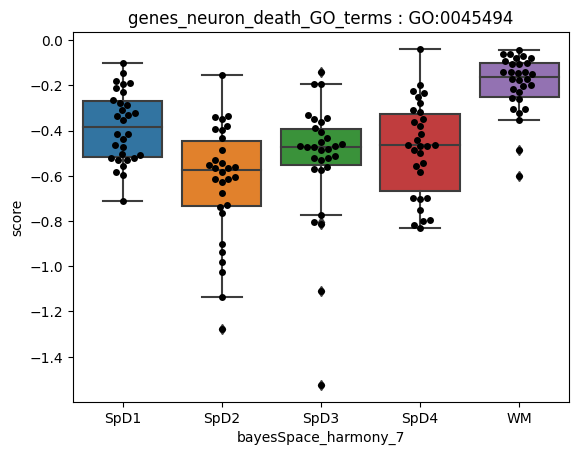 genes_neuron_death_GO_terms : GO:0045494
0.0
−0.2
−0.4
−0.6
−0.8
−1.0
−1.2
−1.4
score
SpD1 SpD2 SpD3 SpD4 WM
bayesSpace_harmony_7